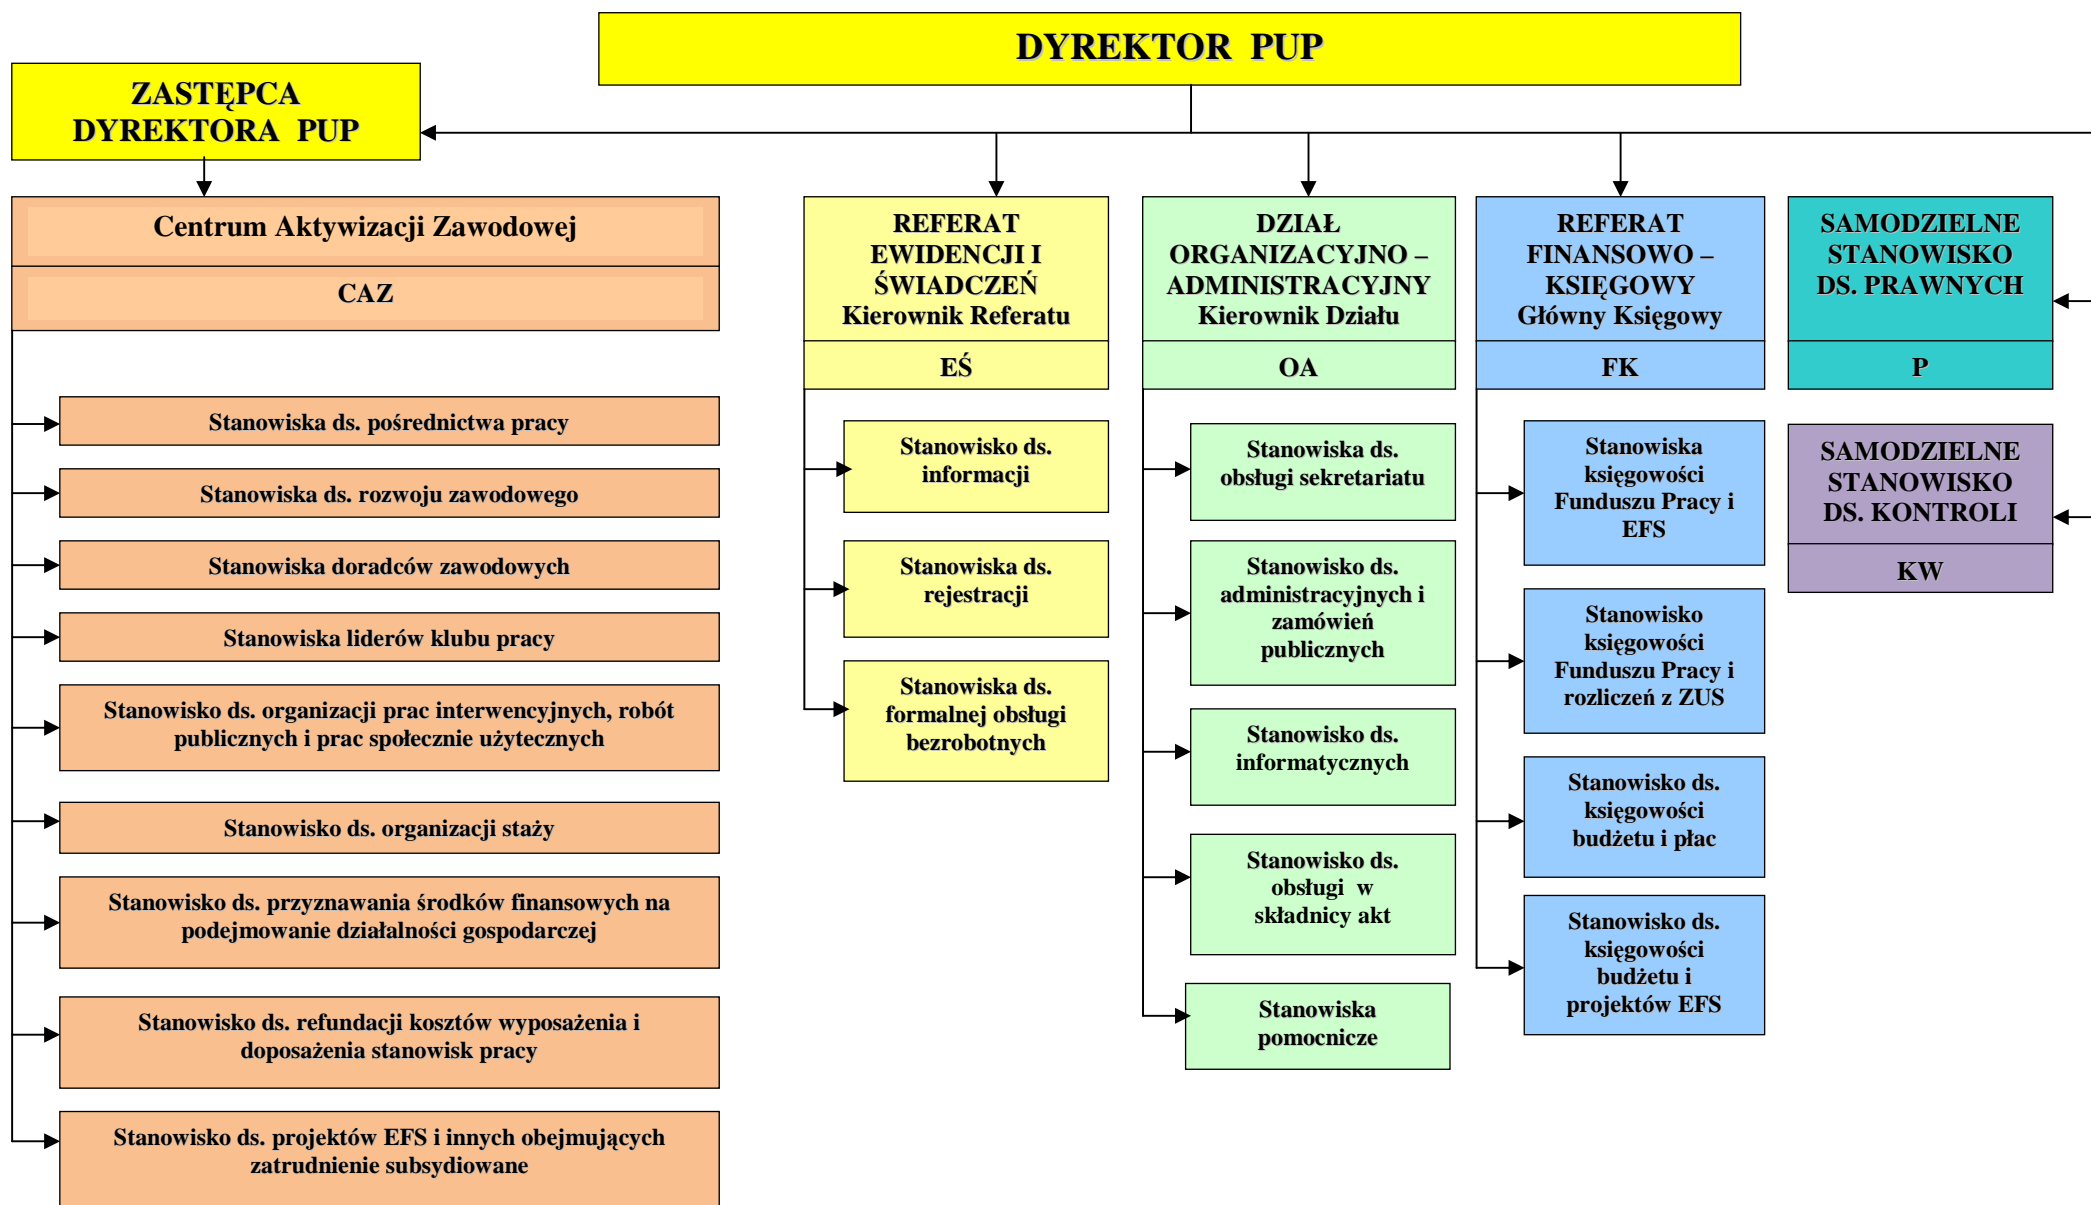 DYREKTOR PUP
ZASTĘPCA
DYREKTORA PUP
Centrum Aktywizacji Zawodowej
CAZ
Stanowiska ds. pośrednictwa pracy
Stanowiska ds. rozwoju zawodowego
Stanowiska doradców zawodowych
Stanowiska liderów klubu pracy
Stanowisko ds. organizacji prac interwencyjnych, robót
publicznych i prac społecznie użytecznych
Stanowisko ds. organizacji staży
Stanowisko ds. przyznawania środków finansowych na
podejmowanie działalności gospodarczej
Stanowisko ds. refundacji kosztów wyposażenia i
doposażenia stanowisk pracy
Stanowisko ds. projektów EFS i innych obejmujących
zatrudnienie subsydiowane
REFERAT
EWIDENCJI I
ŚWIADCZEŃ
Kierownik Referatu
EŚ
Stanowisko ds.
informacji
Stanowiska ds.
rejestracji
Stanowiska ds.
formalnej obsługi
bezrobotnych
DZIAŁ
ORGANIZACYJNO –
ADMINISTRACYJNY
Kierownik Działu
OA
Stanowiska ds.
obsługi sekretariatu
Stanowisko ds.
administracyjnych i
zamówień
publicznych
Stanowisko ds.
informatycznych
Stanowisko ds.
obsługi w
składnicy akt
Stanowiska
pomocnicze
REFERAT
FINANSOWO –
KSIĘGOWY
Główny Księgowy
FK
Stanowiska
księgowości
Funduszu Pracy i
EFS
Stanowisko
księgowości
Funduszu Pracy i
rozliczeń z ZUS
Stanowisko ds.
księgowości
budżetu i płac
Stanowisko ds.
księgowości
budżetu i
projektów EFS
SAMODZIELNE
STANOWISKO
DS. PRAWNYCH
P
SAMODZIELNE
STANOWISKO
DS. KONTROLI
KW